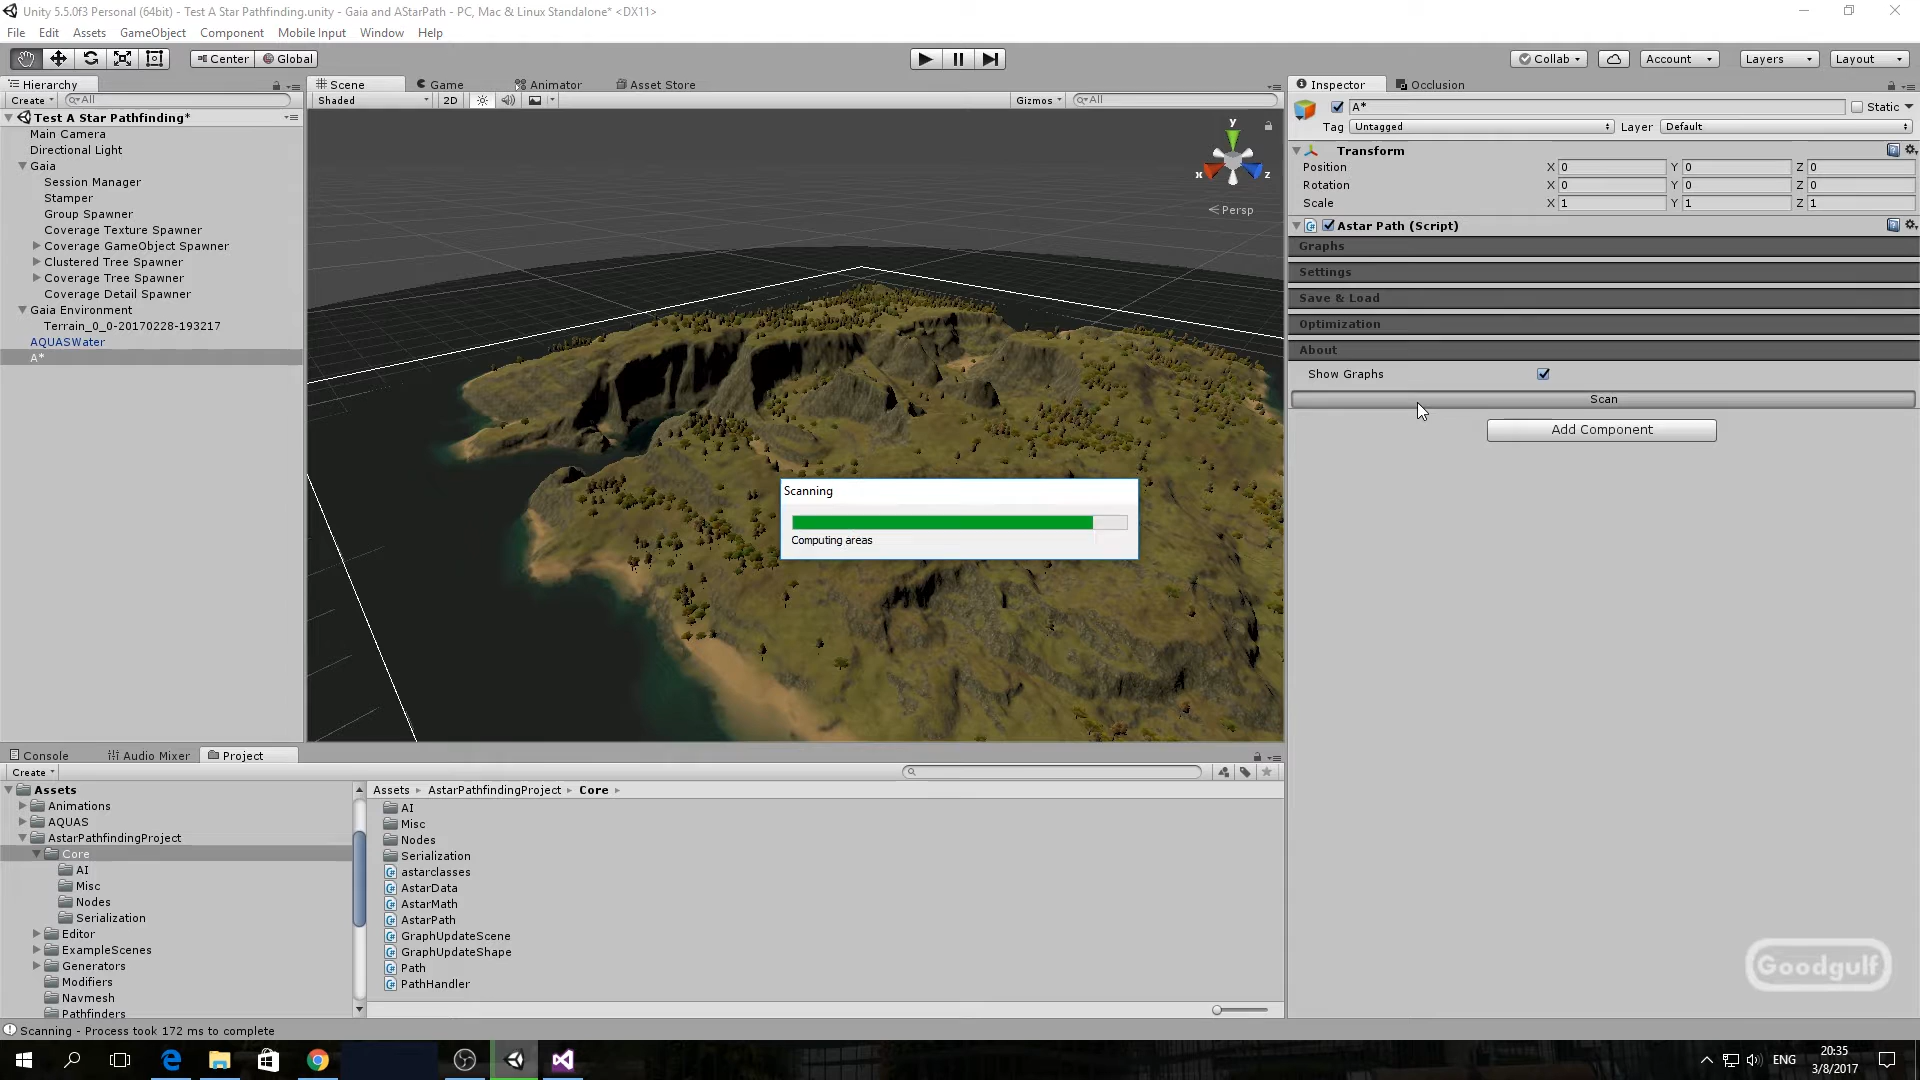 Unity 5.5.0f3 Personal (64bit) - Test A Star Pathfinding.unity - Gaia and AStarPath - PC, Mac & Linux Standalone* <DX11>
File Edit Assets GameObject Component Mobile Input Window Help
Center Global Collab Account Layers Layout
Hierarchy Scene Game Animator Asset Store Inspector Occlusion
Create All Shaded 2D Gizmos All
A* Static
Tag Untagged Layer Default
Test A Star Pathfinding*
Main Camera
Directional Light
Gaia
Session Manager
Stamper
Group Spawner
Coverage Texture Spawner
Coverage GameObject Spawner
Clustered Tree Spawner
Coverage Tree Spawner
Coverage Detail Spawner
Gaia Environment
Terrain_0_0-20170228-193217
AQUASWater
A*
y
x z
Persp
Transform
Position X 0 Y 0 Z 0
Rotation X 0 Y 0 Z 0
Scale X 1 Y 1 Z 1
Astar Path (Script)
Graphs
Settings
Save & Load
Optimization
About
Show Graphs
Scan
Add Component
Scanning
Computing areas
Console Audio Mixer Project
Create
Assets
Animations
AQUAS
AstarPathfindingProject
Core
AI
Misc
Nodes
Serialization
Editor
ExampleScenes
Generators
Modifiers
Navmesh
Pathfinders
Assets AstarPathfindingProject Core
AI
Misc
Nodes
Serialization
astarclasses
AstarData
AstarMath
AstarPath
GraphUpdateScene
GraphUpdateShape
Path
PathHandler
Goodgulf
Scanning - Process took 172 ms to complete
ENG
20:35
3/8/2017